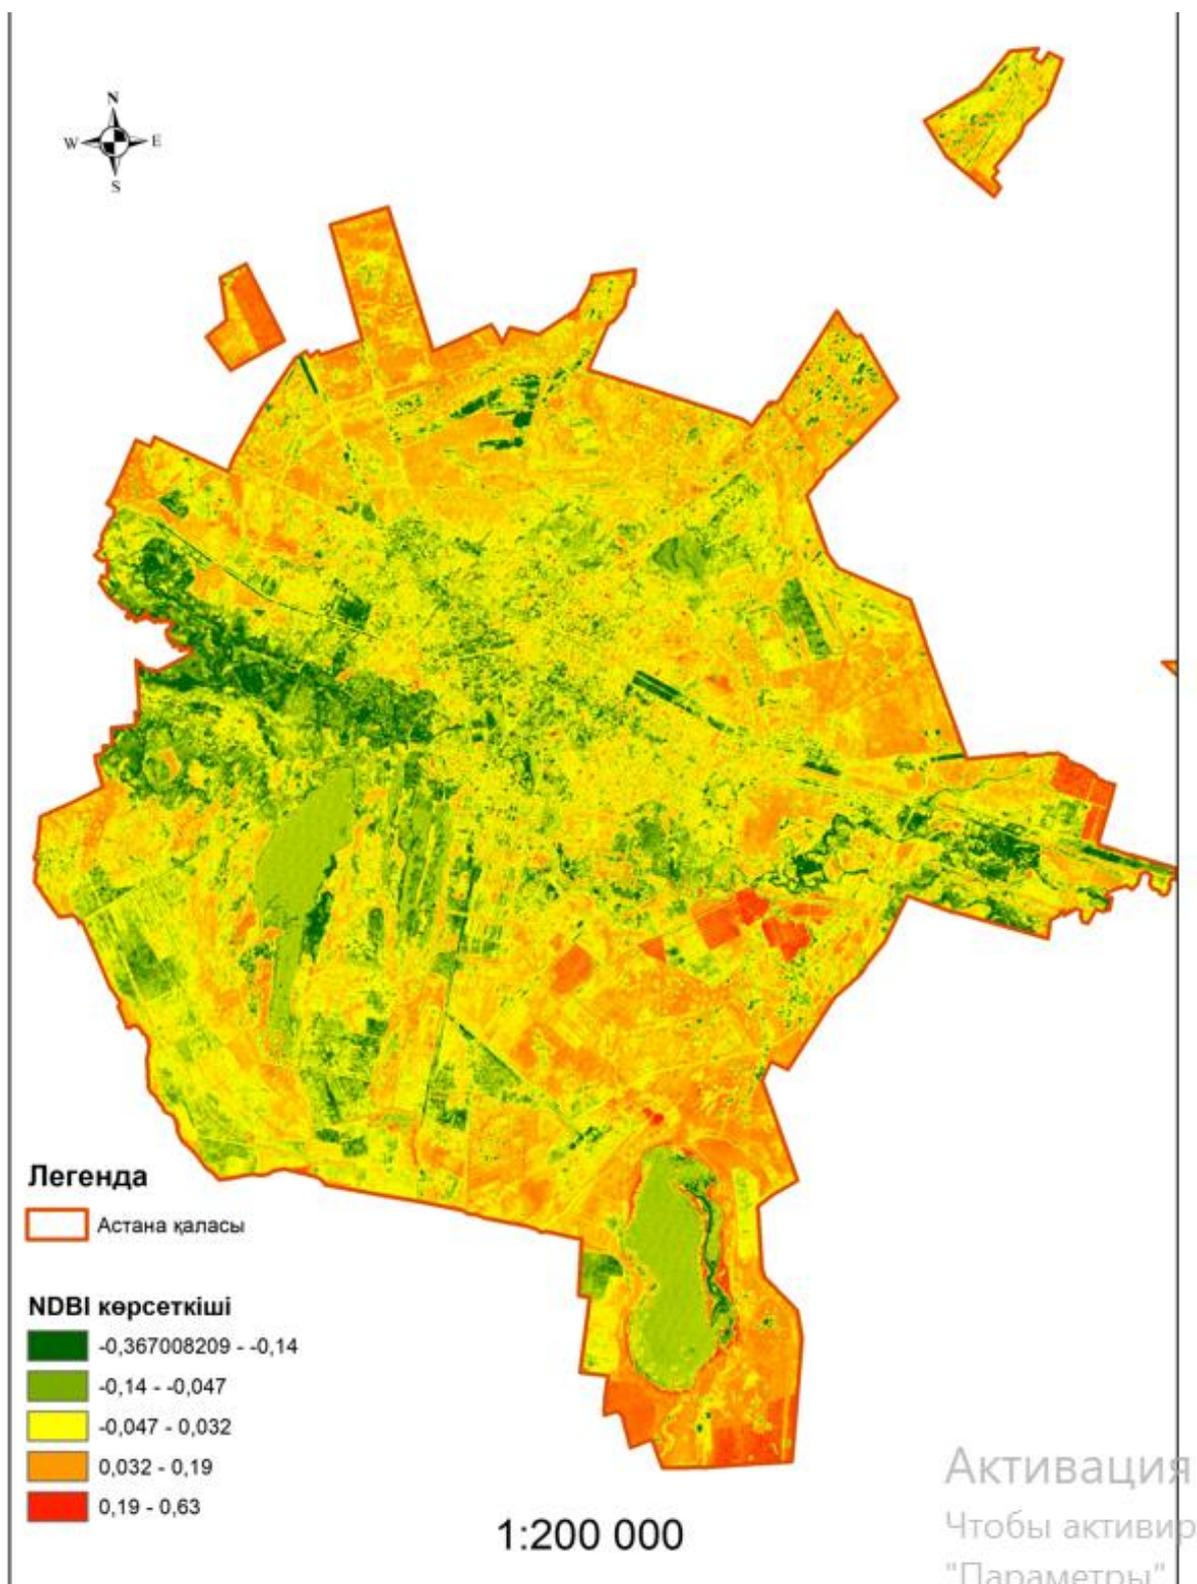 N
W E
S
Легенда
Астана қаласы
NDBI көрсеткіші
-0,367008209 - -0,14
-0,14 - -0,047
-0,047 - 0,032
0,032 - 0,19
0,19 - 0,63
1:200 000
Активация
Чтобы активир
"Параметры"